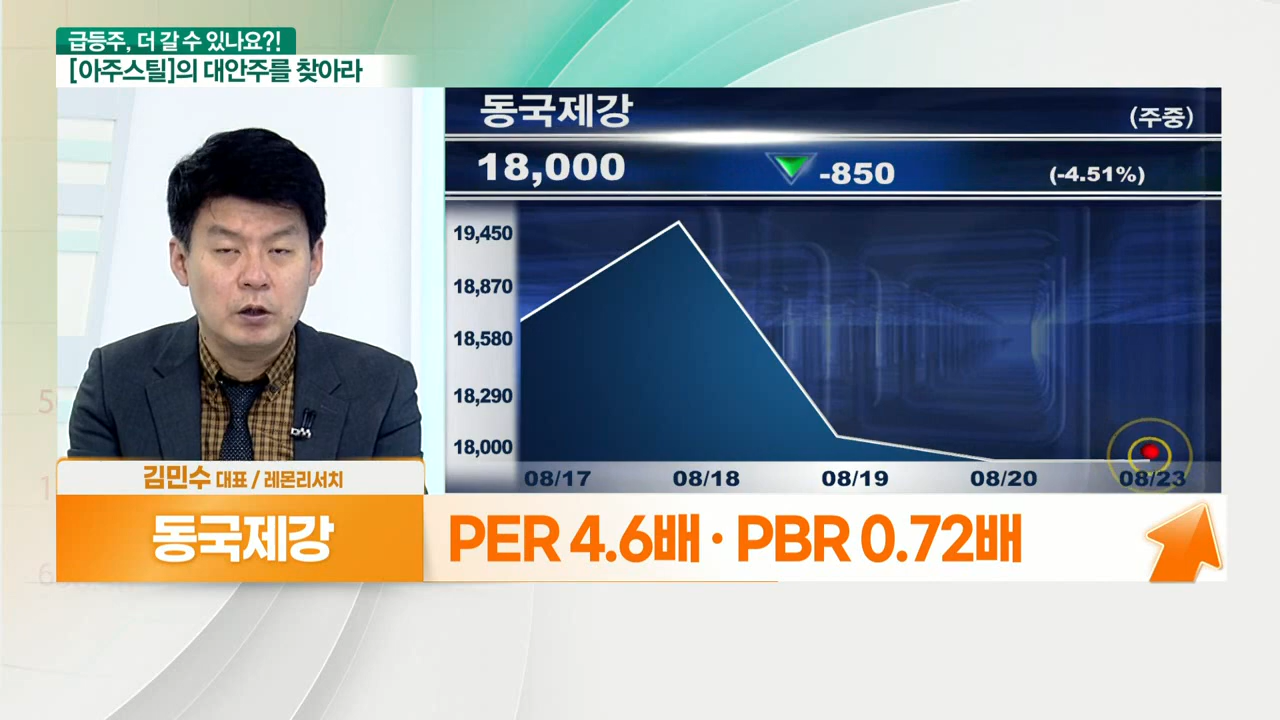 급등주, 더 갈 수 있나요?!
[아주스틸]의 대안주를 찾아라
동국제강 (주중)
18,000 -850 (-4.51%)
19,450
18,870
18,580
18,290
18,000
08/17 08/18 08/19 08/20 08/23
김민수 대표 / 레몬리서치
동국제강 PER 4.6배· PBR 0.72배